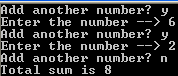 Add another number? y
Enter the number --> 6
Add another number? y
Enter the number --> 2
Add another number? n
Total sum is 8